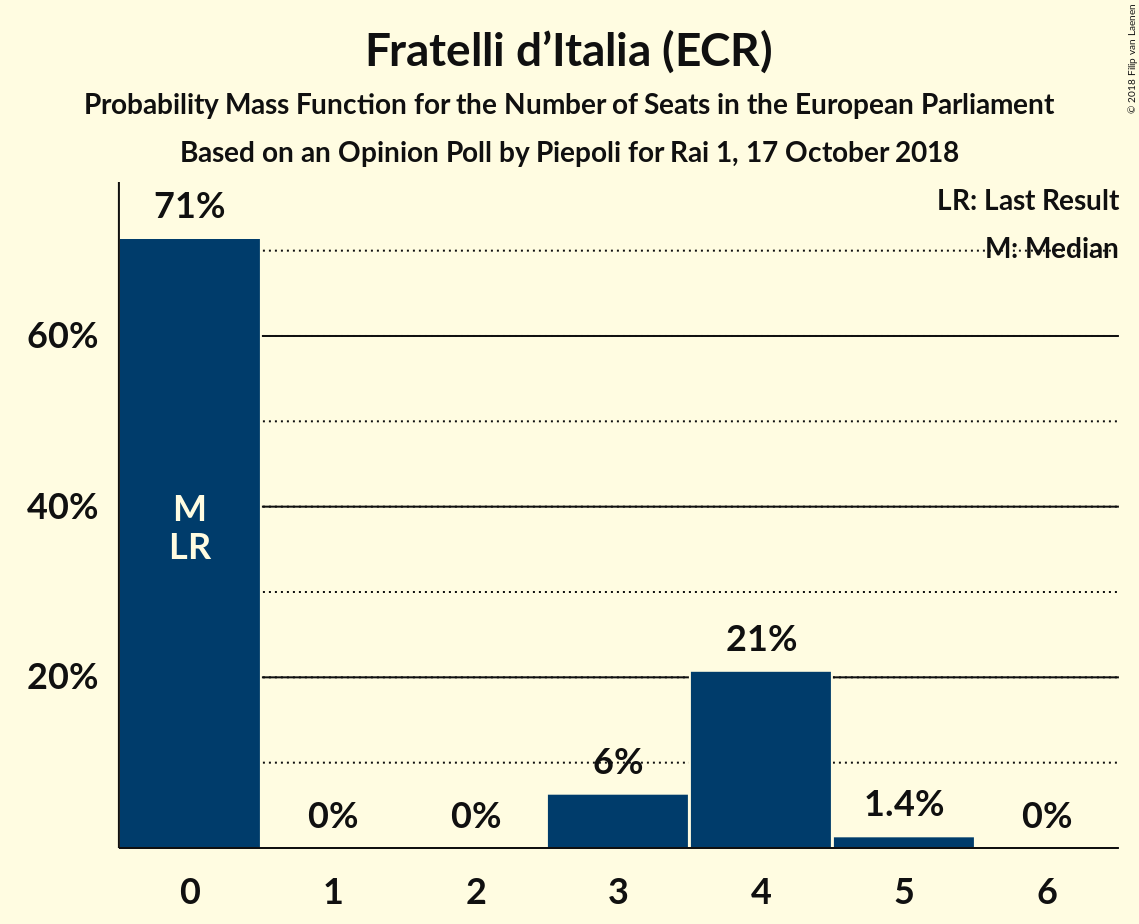 Fratelli d’Italia (ECR)
Probability Mass Function for the Number of Seats in the European Parliament
Based on an Opinion Poll by Piepoli for Rai 1, 17 October 2018
© 2018 Filip van Laenen
LR: Last Result
M: Median
71%
60%
40%
20%
M
LR
0%
0%
6%
21%
1.4%
0%
0
1
2
3
4
5
6